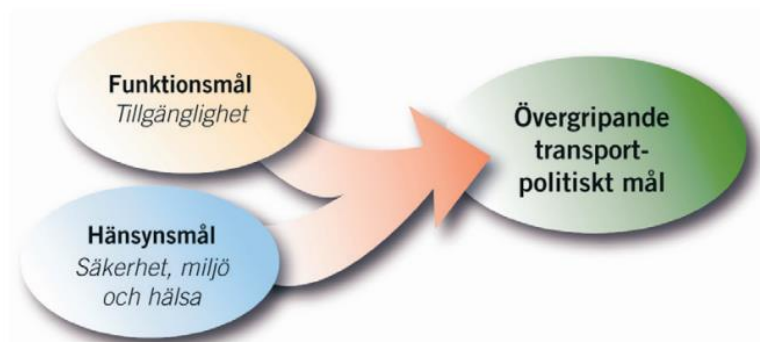 Funktionsmål
Tillgänglighet
Hänsynsmål
Säkerhet, miljö
och hälsa
Övergripande
transport-
politiskt mål